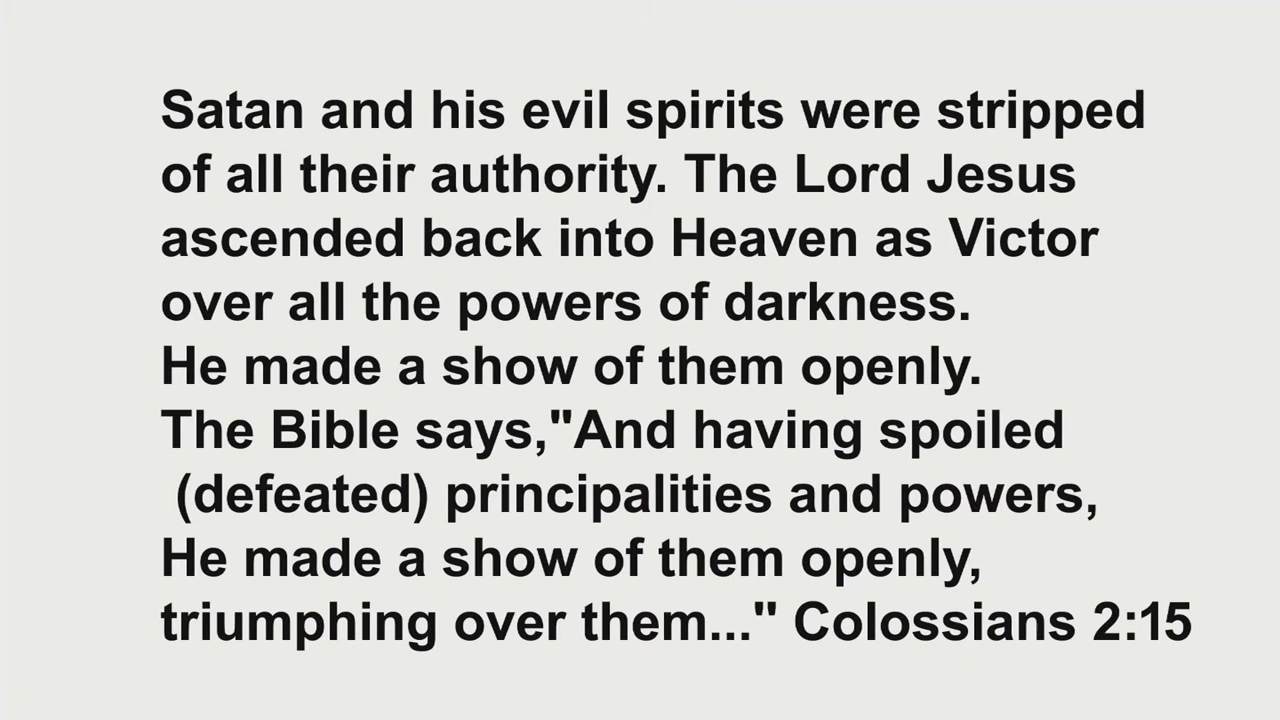 Satan and his evil spirits were stripped
of all their authority. The Lord Jesus
ascended back into Heaven as Victor
over all the powers of darkness.
He made a show of them openly.
The Bible says,"And having spoiled
(defeated) principalities and powers,
He made a show of them openly,
triumphing over them..." Colossians 2:15